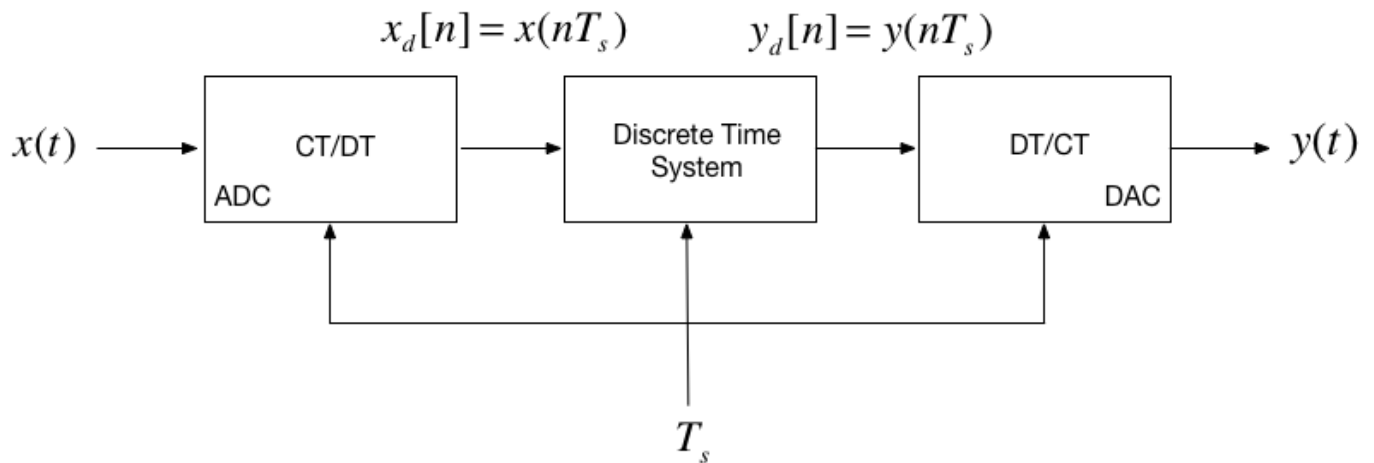 x_d[n] = x(nT_s)
y_d[n] = y(nT_s)
x(t)
CT/DT
ADC
Discrete Time
System
DT/CT
DAC
y(t)
T_s